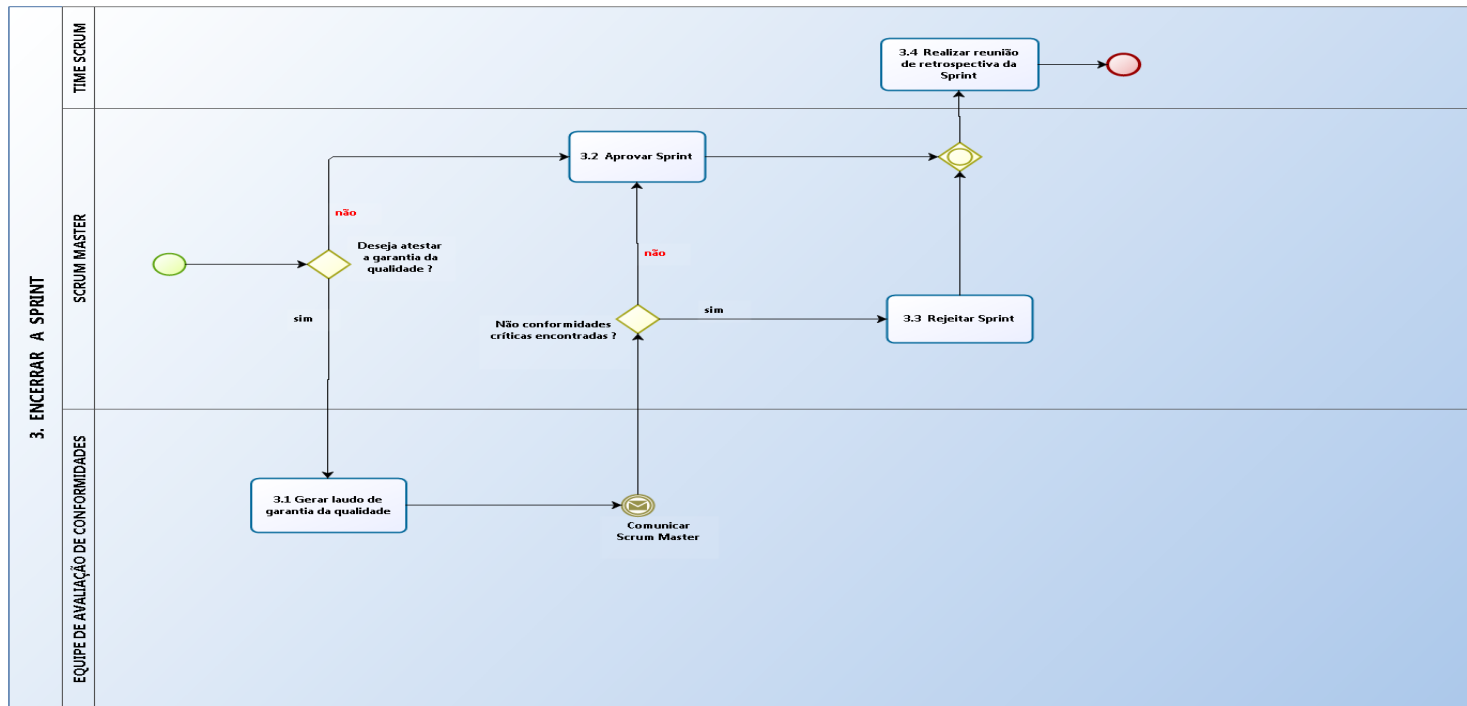 3. ENCERRAR A SPRINT
TIME SCRUM
3.4 Realizar reunião
de retrospectiva da
Sprint
SCRUM MASTER
3.2 Aprovar Sprint
não
Deseja atestar
a garantia da
qualidade ?
sim
não
Não conformidades
críticas encontradas ?
sim
3.3 Rejeitar Sprint
EQUIPE DE AVALIAÇÃO DE CONFORMIDADES
3.1 Gerar laudo de
garantia da qualidade
Comunicar
Scrum Master